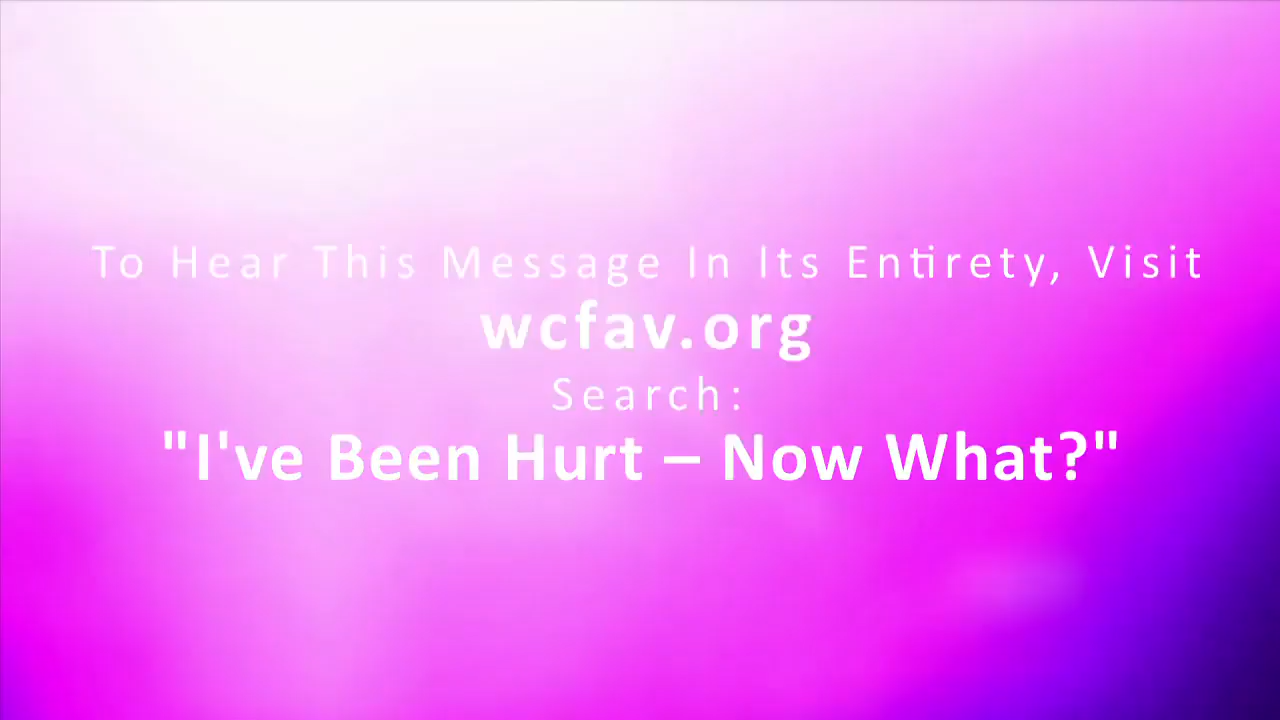 To Hear This Message In Its Entirety, Visit
wcfav.org
Search:
"I've Been Hurt – Now What?"